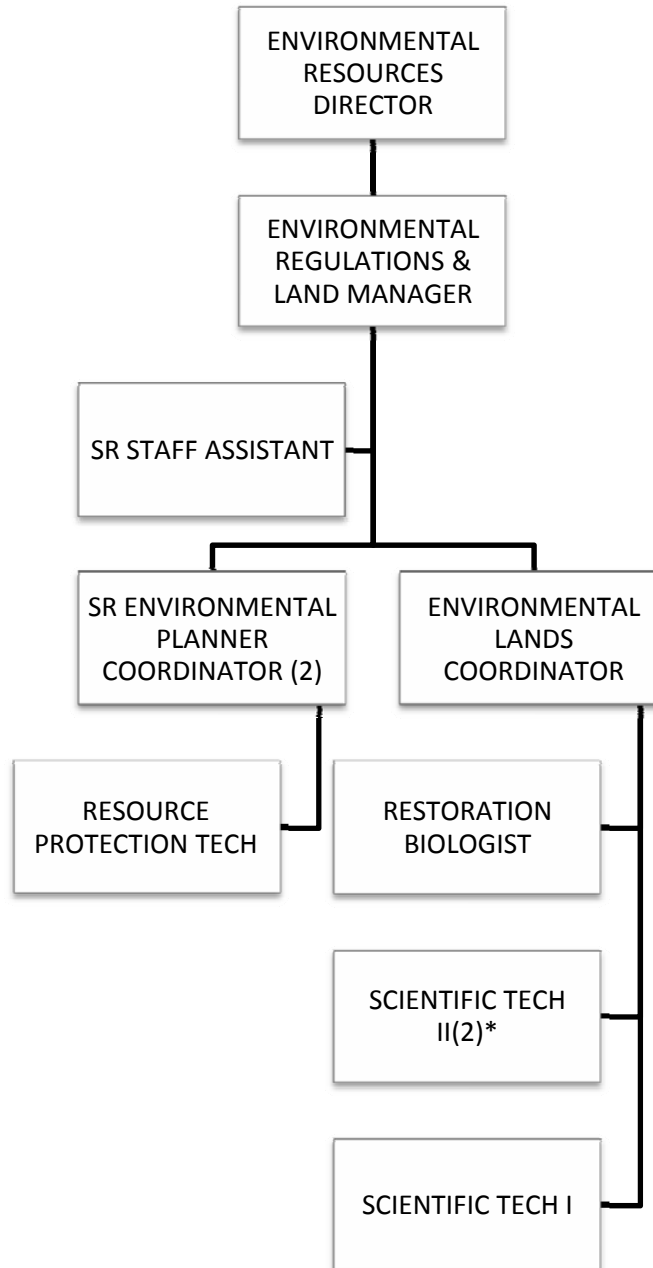 ENVIRONMENTAL
RESOURCES
DIRECTOR
ENVIRONMENTAL
REGULATIONS &
LAND MANAGER
SR STAFF ASSISTANT
SR ENVIRONMENTAL
PLANNER
COORDINATOR (2)
ENVIRONMENTAL
LANDS
COORDINATOR
RESOURCE
PROTECTION TECH
RESTORATION
BIOLOGIST
SCIENTIFIC TECH
II(2)*
SCIENTIFIC TECH I